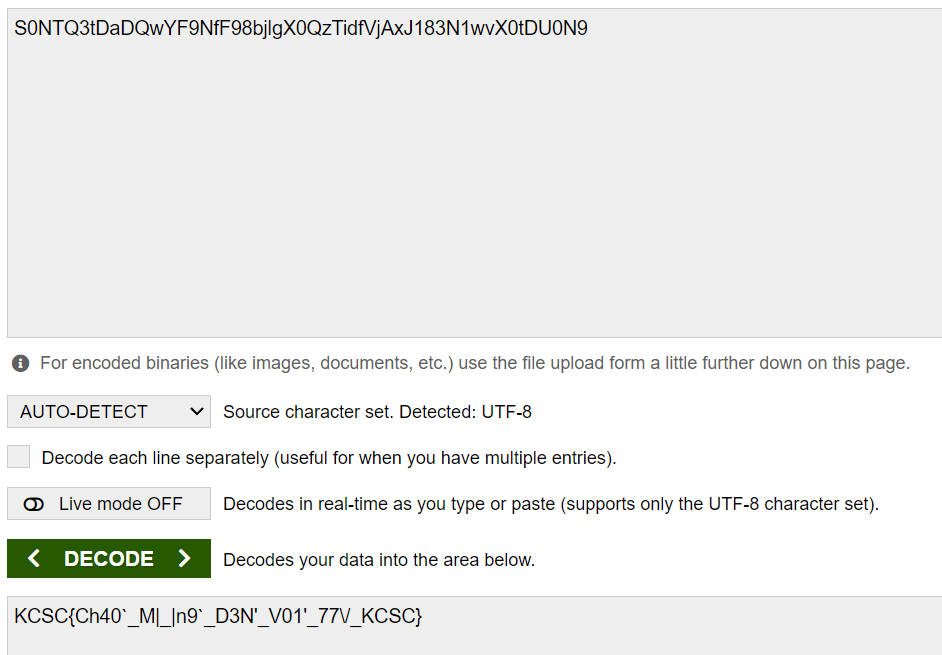 S0NTQ3tDaDQwYF9NfF98bjlgX0QzTidfVjAxJ183N1wvX0tDU0N9
For encoded binaries (like images, documents, etc.) use the file upload form a little further down on this page.
AUTO-DETECT Source character set. Detected: UTF-8
Decode each line separately (useful for when you have multiple entries).
Live mode OFF Decodes in real-time as you type or paste (supports only the UTF-8 character set).
< DECODE > Decodes your data into the area below.
KCSC{Ch40`_M|_|n9`_D3N'_V01'_77\/_KCSC}